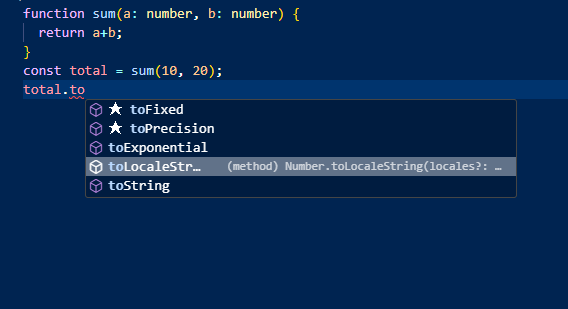 function sum(a: number, b: number) {
return a+b;
}
const total = sum(10, 20);
total.to
★ toFixed
★ toPrecision
toExponential
toLocaleStr… (method) Number.toLocaleString(locales?: …
toString